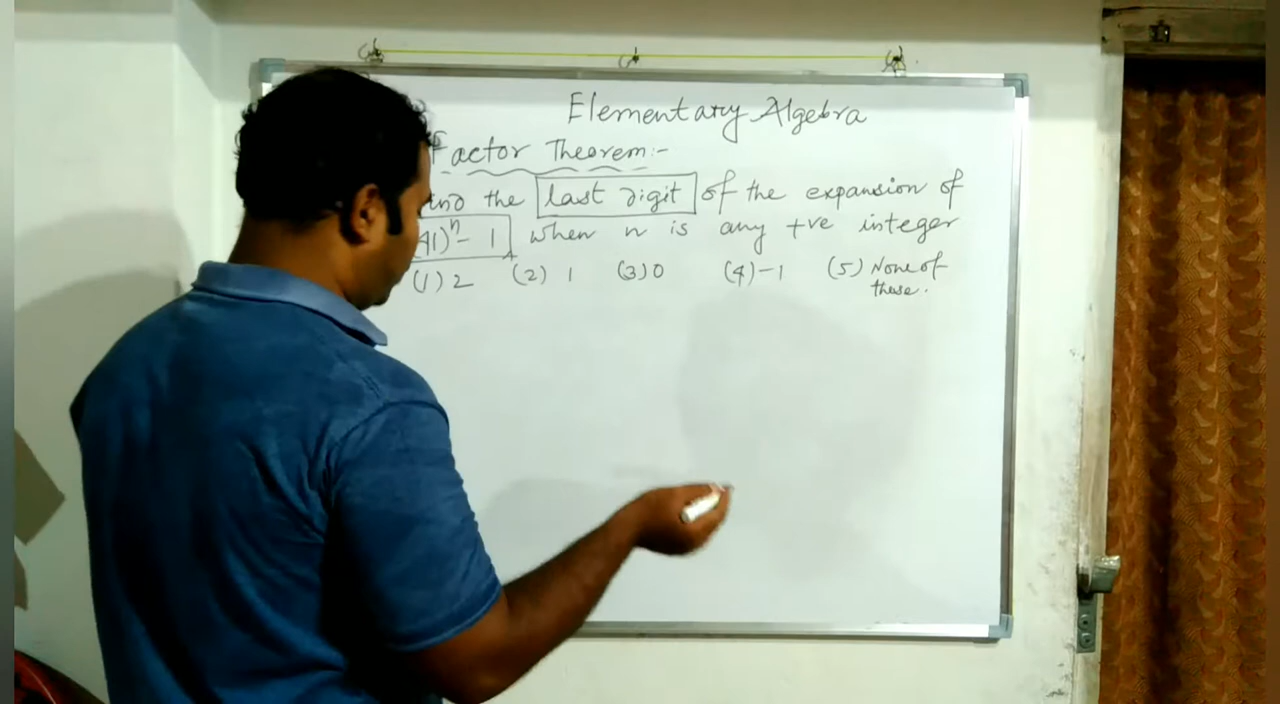 Elementary Algebra
Factor Theorem:-
the last digit of the expansion of
41)ⁿ - 1 when n is any +ve integer
(1) 2 (2) 1 (3) 0 (4) -1 (5) None of
these.